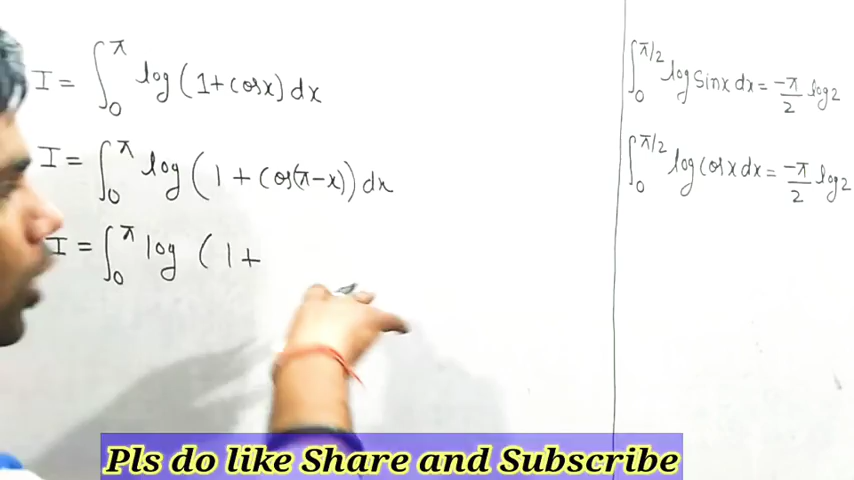 I = ∫₀^π log (1+cosx) dx
I = ∫₀^π log (1 + cos(π-x)) dx
I = ∫₀^π log ( 1 +
∫₀^π/2 log sinx dx = -π/2 log2
∫₀^π/2 log cosx dx = -π/2 log2
Pls do like Share and Subscribe